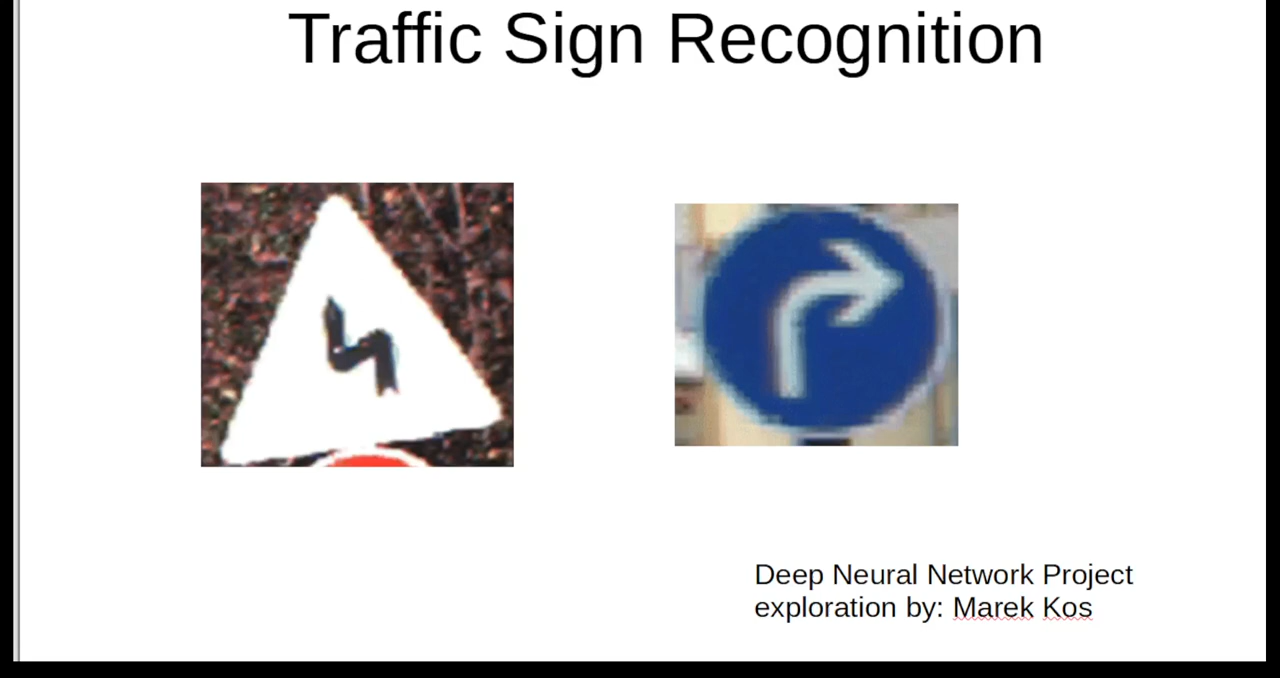 Traffic Sign Recognition
Deep Neural Network Project
exploration by: Marek Kos